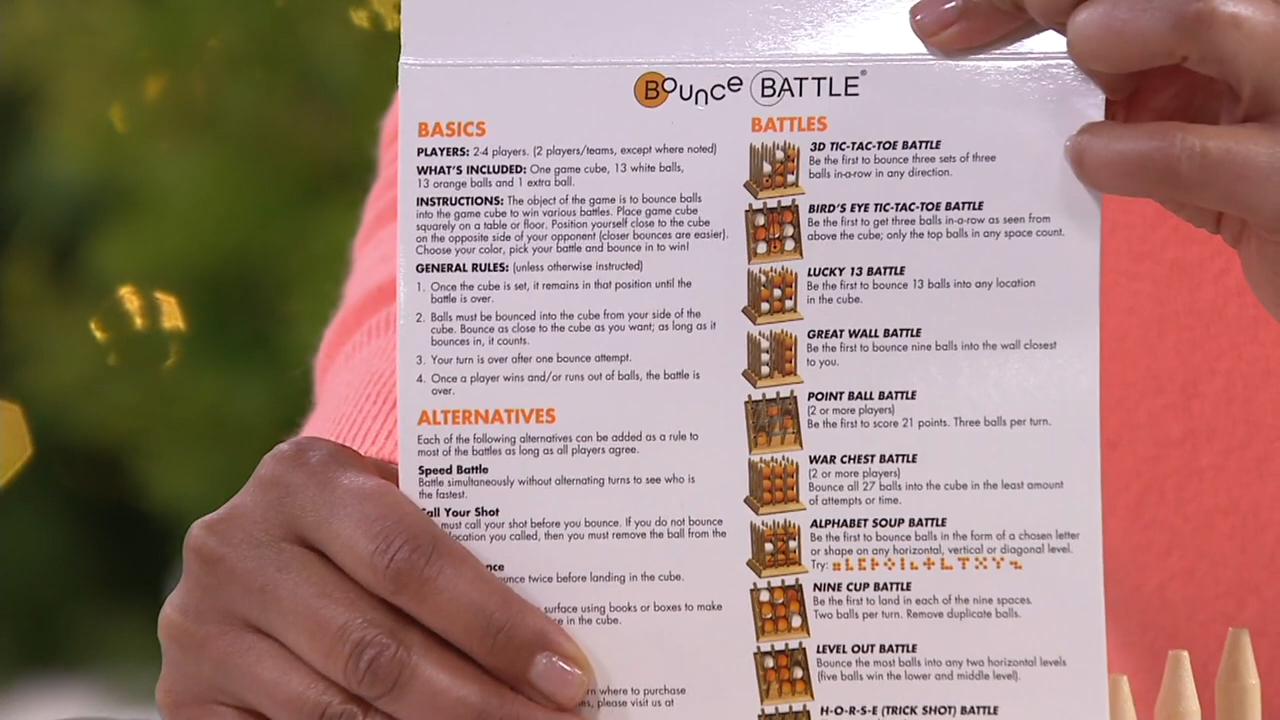 BOUNCE BATTLE®
BASICS
PLAYERS: 2-4 players. (2 players/teams, except where noted)
WHAT'S INCLUDED: One game cube, 13 white balls,
13 orange balls and 1 extra ball.
INSTRUCTIONS: The object of the game is to bounce balls
into the game cube to win various battles. Place game cube
squarely on a table or floor. Position yourself close to the cube
on the opposite side of your opponent (closer bounces are easier).
Choose your color, pick your battle and bounce in to win!
GENERAL RULES: (unless otherwise instructed)
1. Once the cube is set, it remains in that position until the
battle is over.
2. Balls must be bounced into the cube from your side of the
cube. Bounce as close to the cube as you want; as long as it
bounces in, it counts.
3. Your turn is over after one bounce attempt.
4. Once a player wins and/or runs out of balls, the battle is
over.
ALTERNATIVES
Each of the following alternatives can be added as a rule to
most of the battles as long as all players agree.
Speed Battle
Battle simultaneously without alternating turns to see who is
the fastest.
Call Your Shot
must call your shot before you bounce. If you do not bounce
location you called, then you must remove the ball from the
nce
ounce twice before landing in the cube.
surface using books or boxes to make
ce in the cube.
rn where to purchase
es, please visit us at
BATTLES
3D TIC-TAC-TOE BATTLE
Be the first to bounce three sets of three
balls in-a-row in any direction.
BIRD'S EYE TIC-TAC-TOE BATTLE
Be the first to get three balls in-a-row as seen from
above the cube; only the top balls in any space count.
LUCKY 13 BATTLE
Be the first to bounce 13 balls into any location
in the cube.
GREAT WALL BATTLE
Be the first to bounce nine balls into the wall closest
to you.
POINT BALL BATTLE
(2 or more players)
Be the first to score 21 points. Three balls per turn.
WAR CHEST BATTLE
(2 or more players)
Bounce all 27 balls into the cube in the least amount
of attempts or time.
ALPHABET SOUP BATTLE
Be the first to bounce balls in the form of a chosen letter
or shape on any horizontal, vertical or diagonal level.
Try:
NINE CUP BATTLE
Be the first to land in each of the nine spaces.
Two balls per turn. Remove duplicate balls.
LEVEL OUT BATTLE
Bounce the most balls into any two horizontal levels
(five balls win the lower and middle level).
H-O-R-S-E (TRICK SHOT) BATTLE